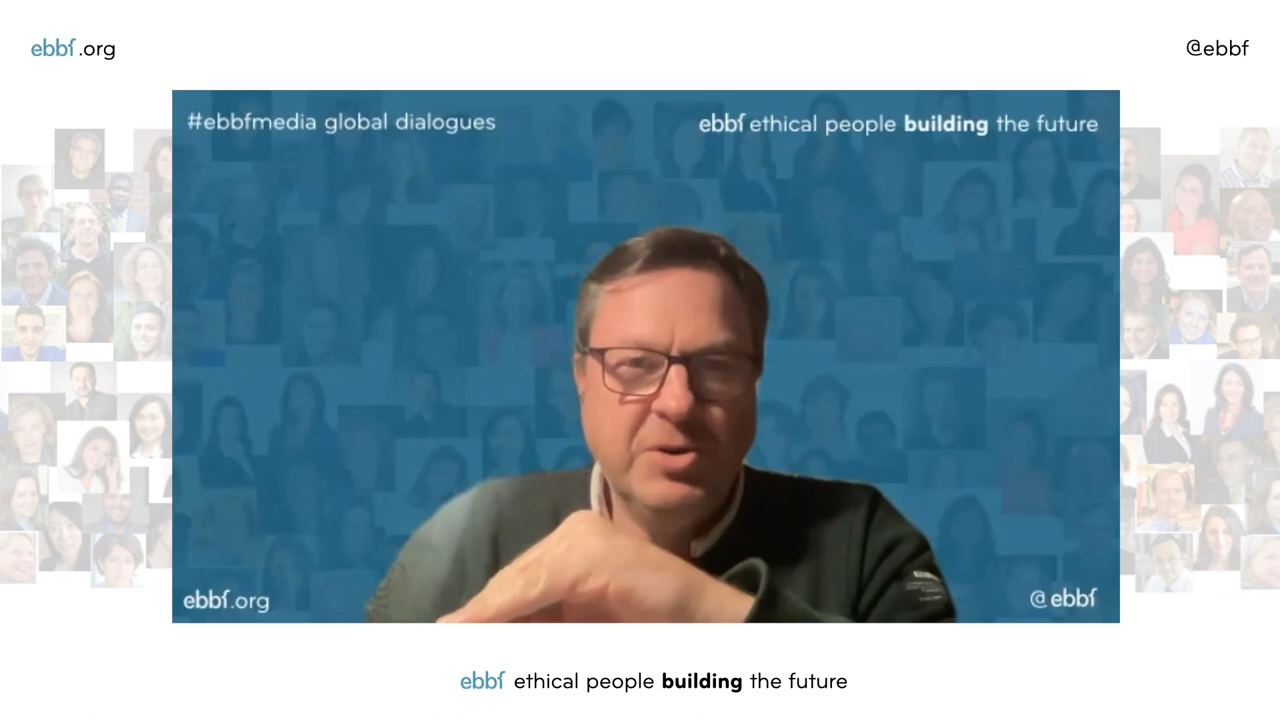 ebbf.org
@ebbf
#ebbfmedia global dialogues
ebbf ethical people building the future
ebbf.org
@ebbf
ebbf ethical people building the future